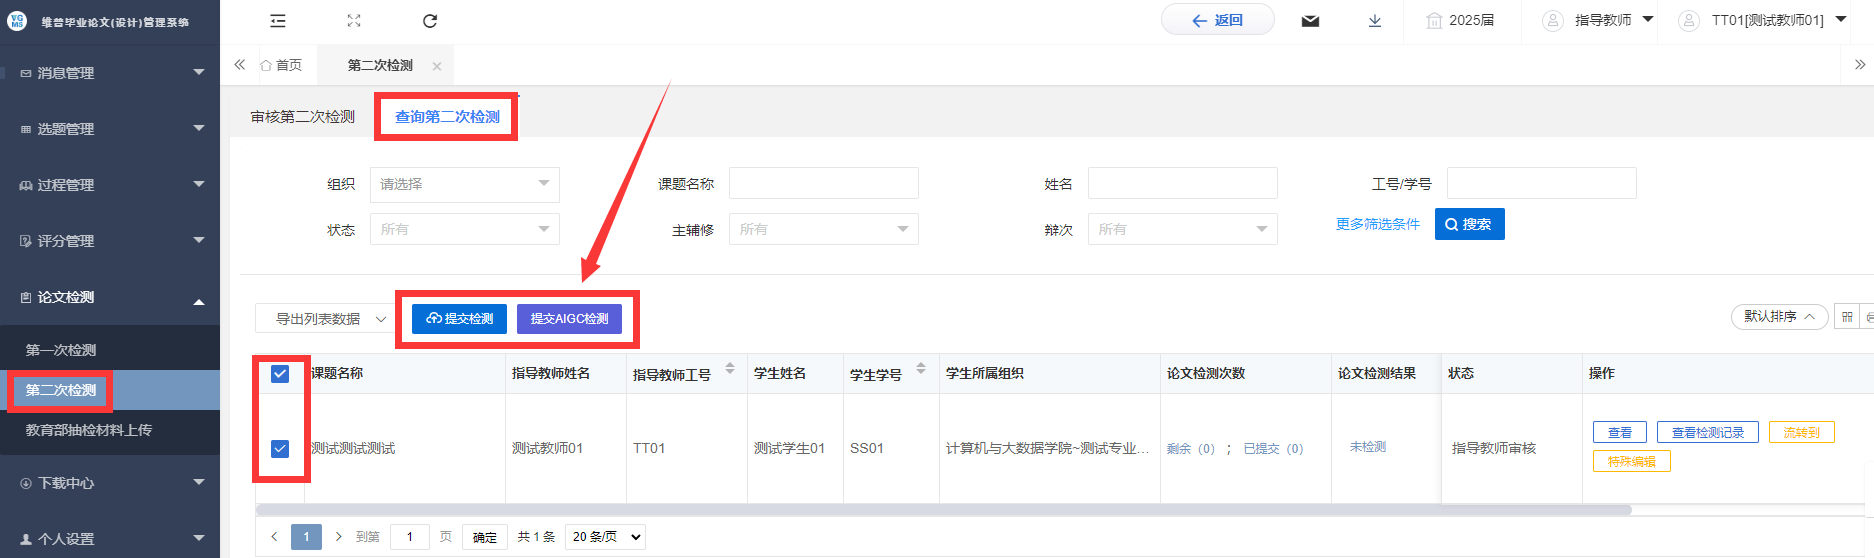 VG
MS
维普毕业论文(设计)管理系统
返回
2025届
指导教师
TT01[测试教师01]
首页
第二次检测
消息管理
选题管理
过程管理
评分管理
论文检测
第一次检测
第二次检测
教育部抽检材料上传
下载中心
个人设置
审核第二次检测
查询第二次检测
组织
请选择
课题名称
姓名
工号/学号
状态
所有
主辅修
所有
辩次
所有
更多筛选条件
搜索
导出列表数据
提交检测
提交AIGC检测
默认排序
课题名称 指导教师姓名 指导教师工号 学生姓名 学生学号 学生所属组织 论文检测次数 论文检测结果 状态 操作
测试测试测试 测试教师01 TT01 测试学生01 SS01 计算机与大数据学院~测试专业... 剩余（0）； 已提交（0） 未检测 指导教师审核 查看 查看检测记录 流转到
特殊编辑
1 到第 1 页 确定 共 1 条 20 条/页